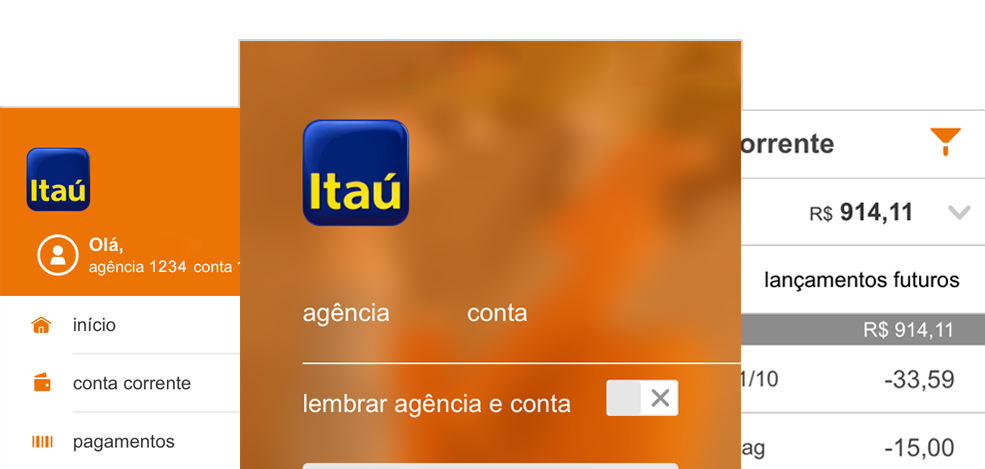 Itaú
Olá,
agência 1234 conta
início
conta corrente
pagamentos
Itaú
agência conta
lembrar agência e conta
orrente
R$ 914,11
lançamentos futuros
R$ 914,11
1/10 -33,59
ag -15,00